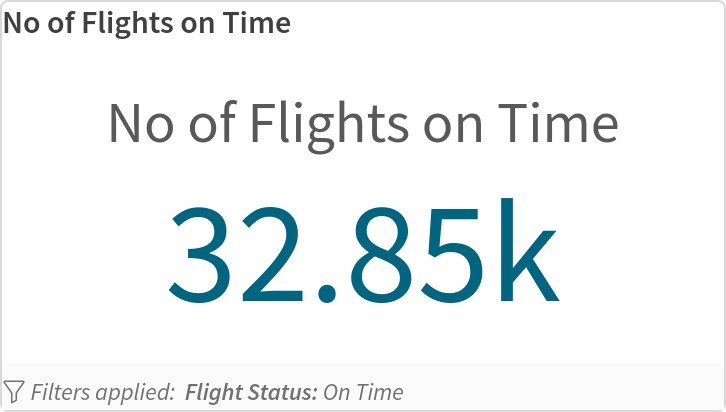 No of Flights on Time
No of Flights on Time
32.85k
Filters applied: Flight Status: On Time